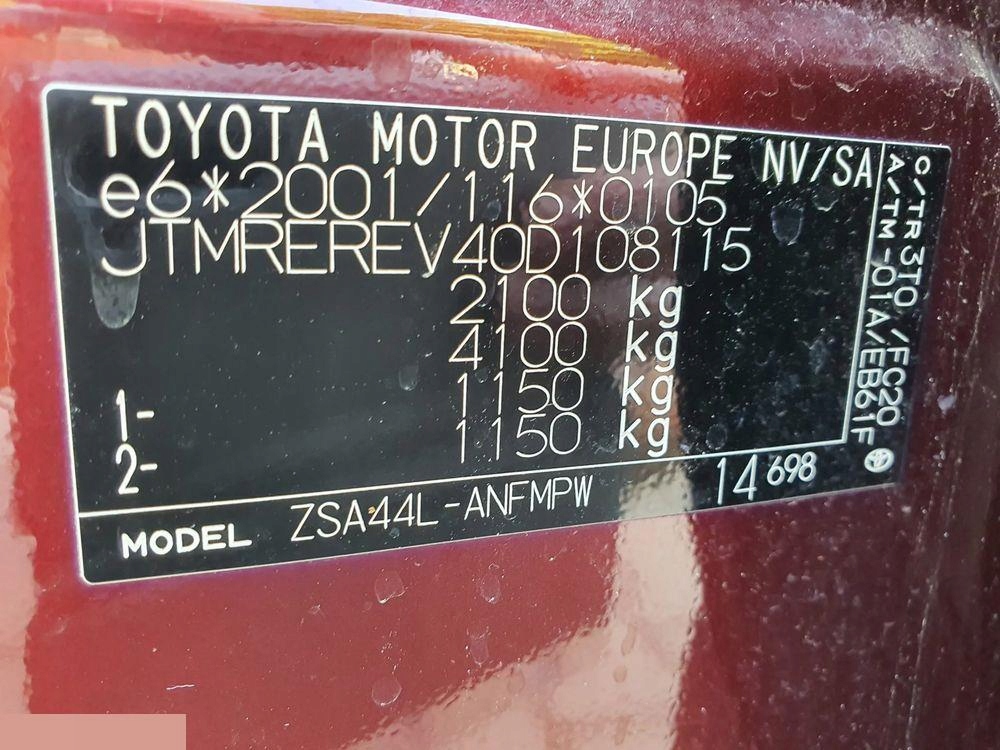 TOYOTA MOTOR EUROPE NV/SA
e6*2001/116*0105
JTMREREV40D108115
2100 kg
4100 kg
1- 1150 kg
2- 1150 kg
MODEL ZSA44L-ANFMPW 14 698
C/TR 3T0 /FC20
A/TM -01A/EB61F